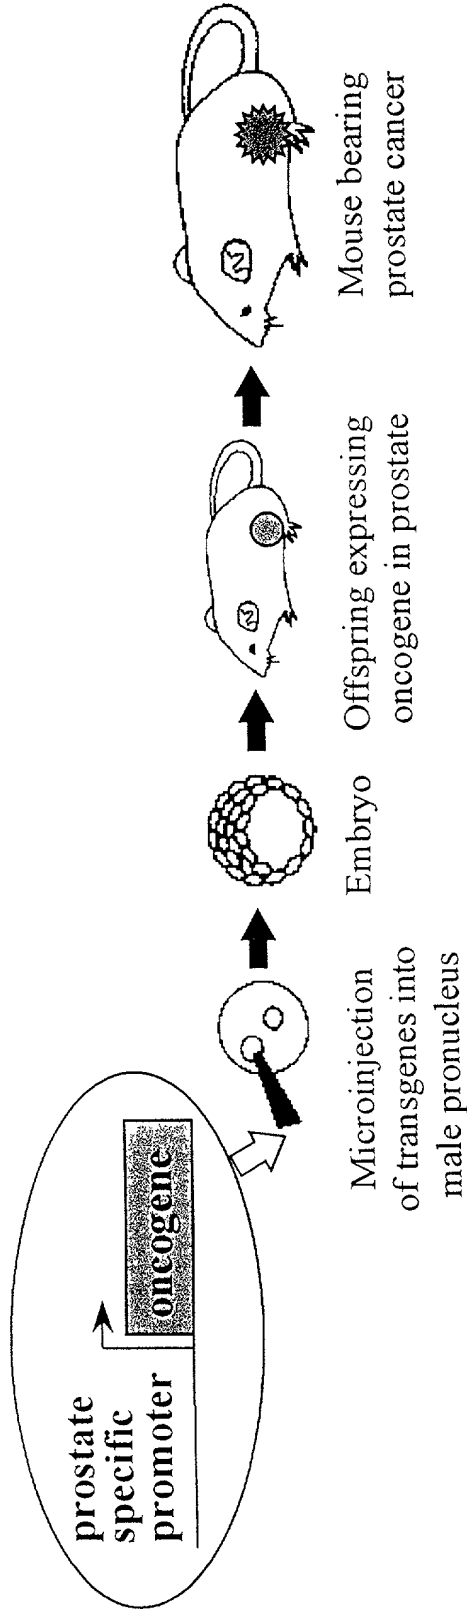 prostate
specific
promoter
oncogene
Microinjection
of transgenes into
male pronucleus
Embryo
Offspring expressing
oncogene in prostate
Mouse bearing
prostate cancer